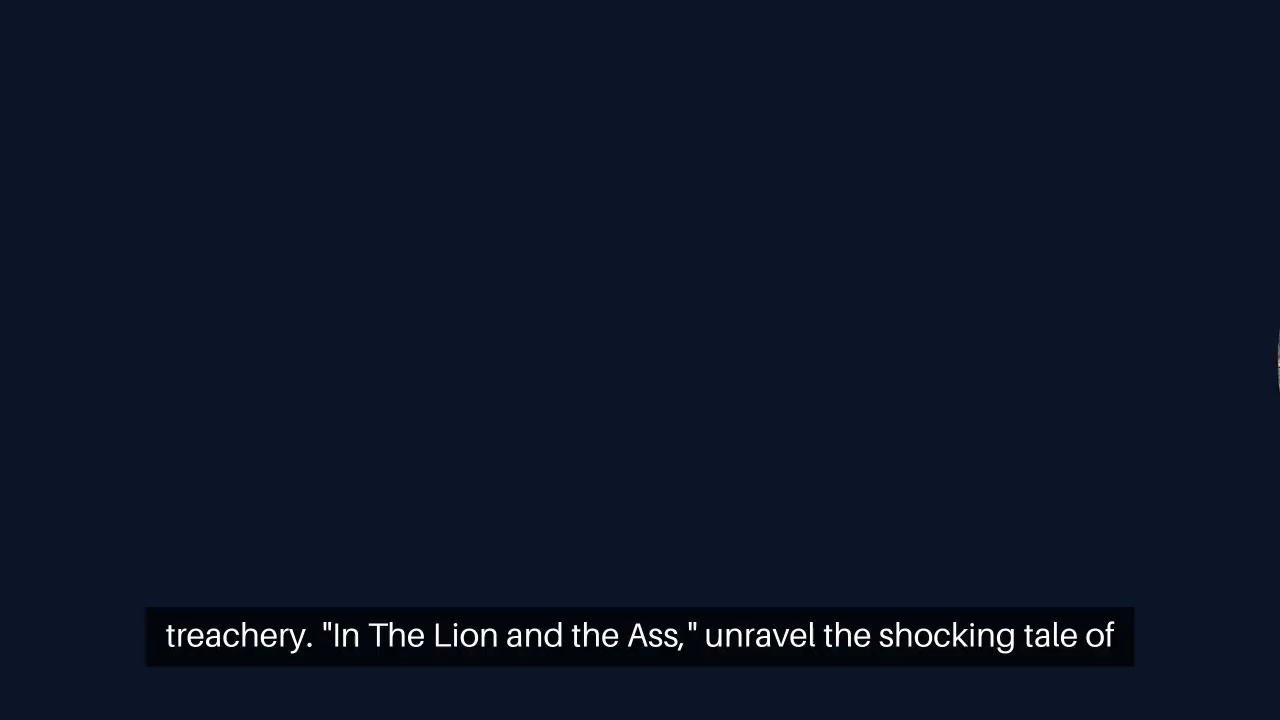 treachery. "In The Lion and the Ass," unravel the shocking tale of